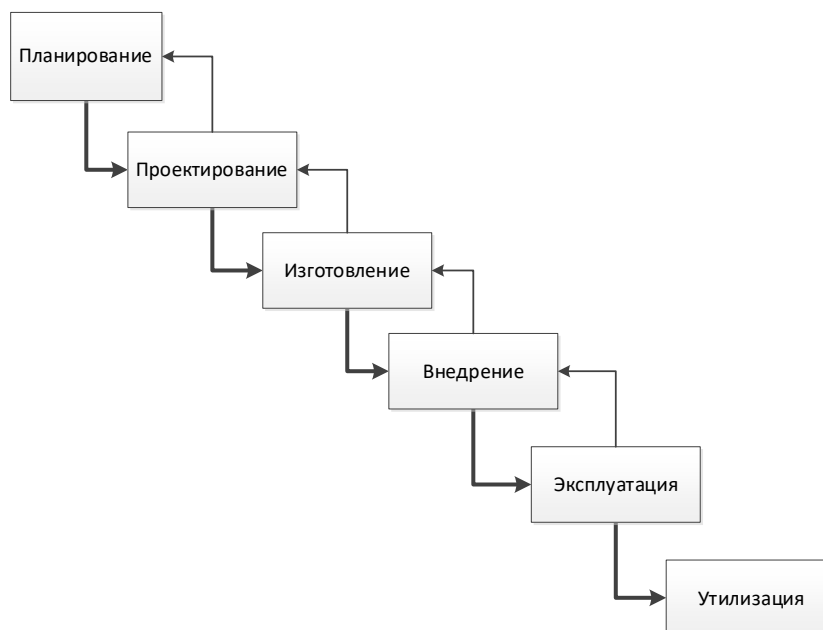 Планирование
Проектирование
Изготовление
Внедрение
Эксплуатация
Утилизация